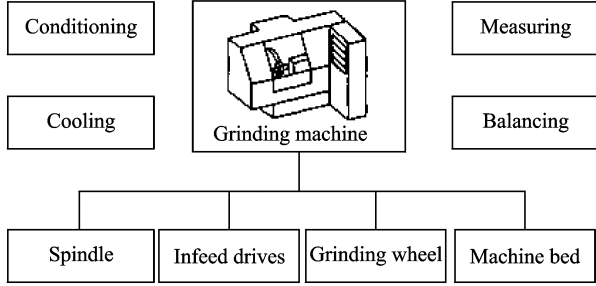 Conditioning
Measuring
Cooling
Balancing
Grinding machine
Spindle
Infeed drives
Grinding wheel
Machine bed